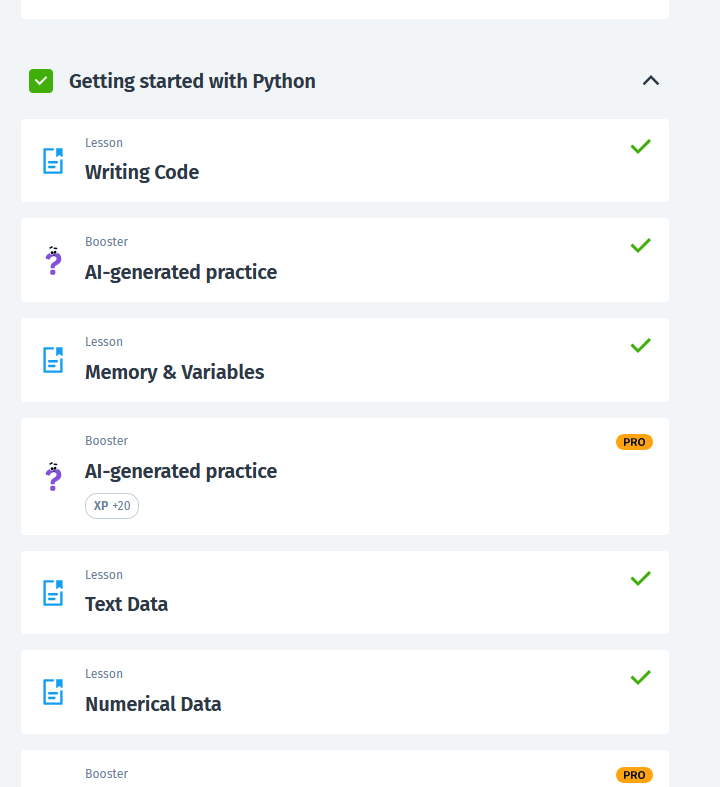 Getting started with Python
Lesson
Writing Code
Booster
AI-generated practice
Lesson
Memory & Variables
Booster
PRO
AI-generated practice
XP +20
Lesson
Text Data
Lesson
Numerical Data
Booster
PRO